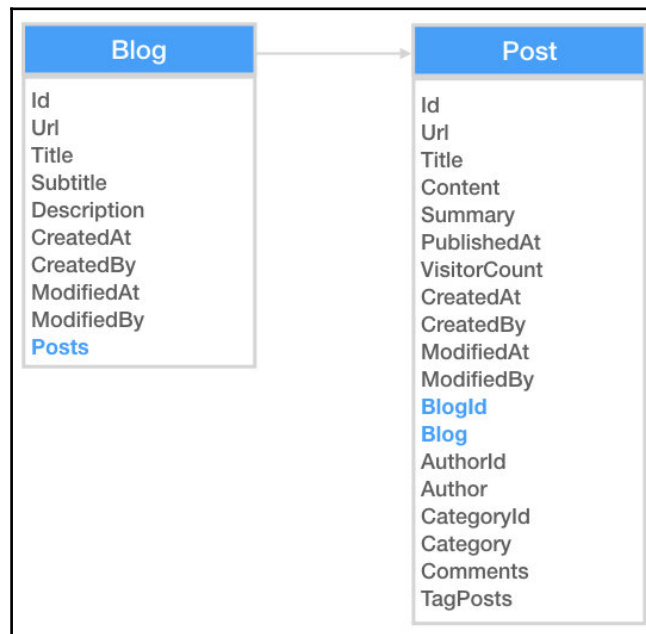 Blog
Id
Url
Title
Subtitle
Description
CreatedAt
CreatedBy
ModifiedAt
ModifiedBy
Posts
Post
Id
Url
Title
Content
Summary
PublishedAt
VisitorCount
CreatedAt
CreatedBy
ModifiedAt
ModifiedBy
BlogId
Blog
AuthorId
Author
CategoryId
Category
Comments
TagPosts